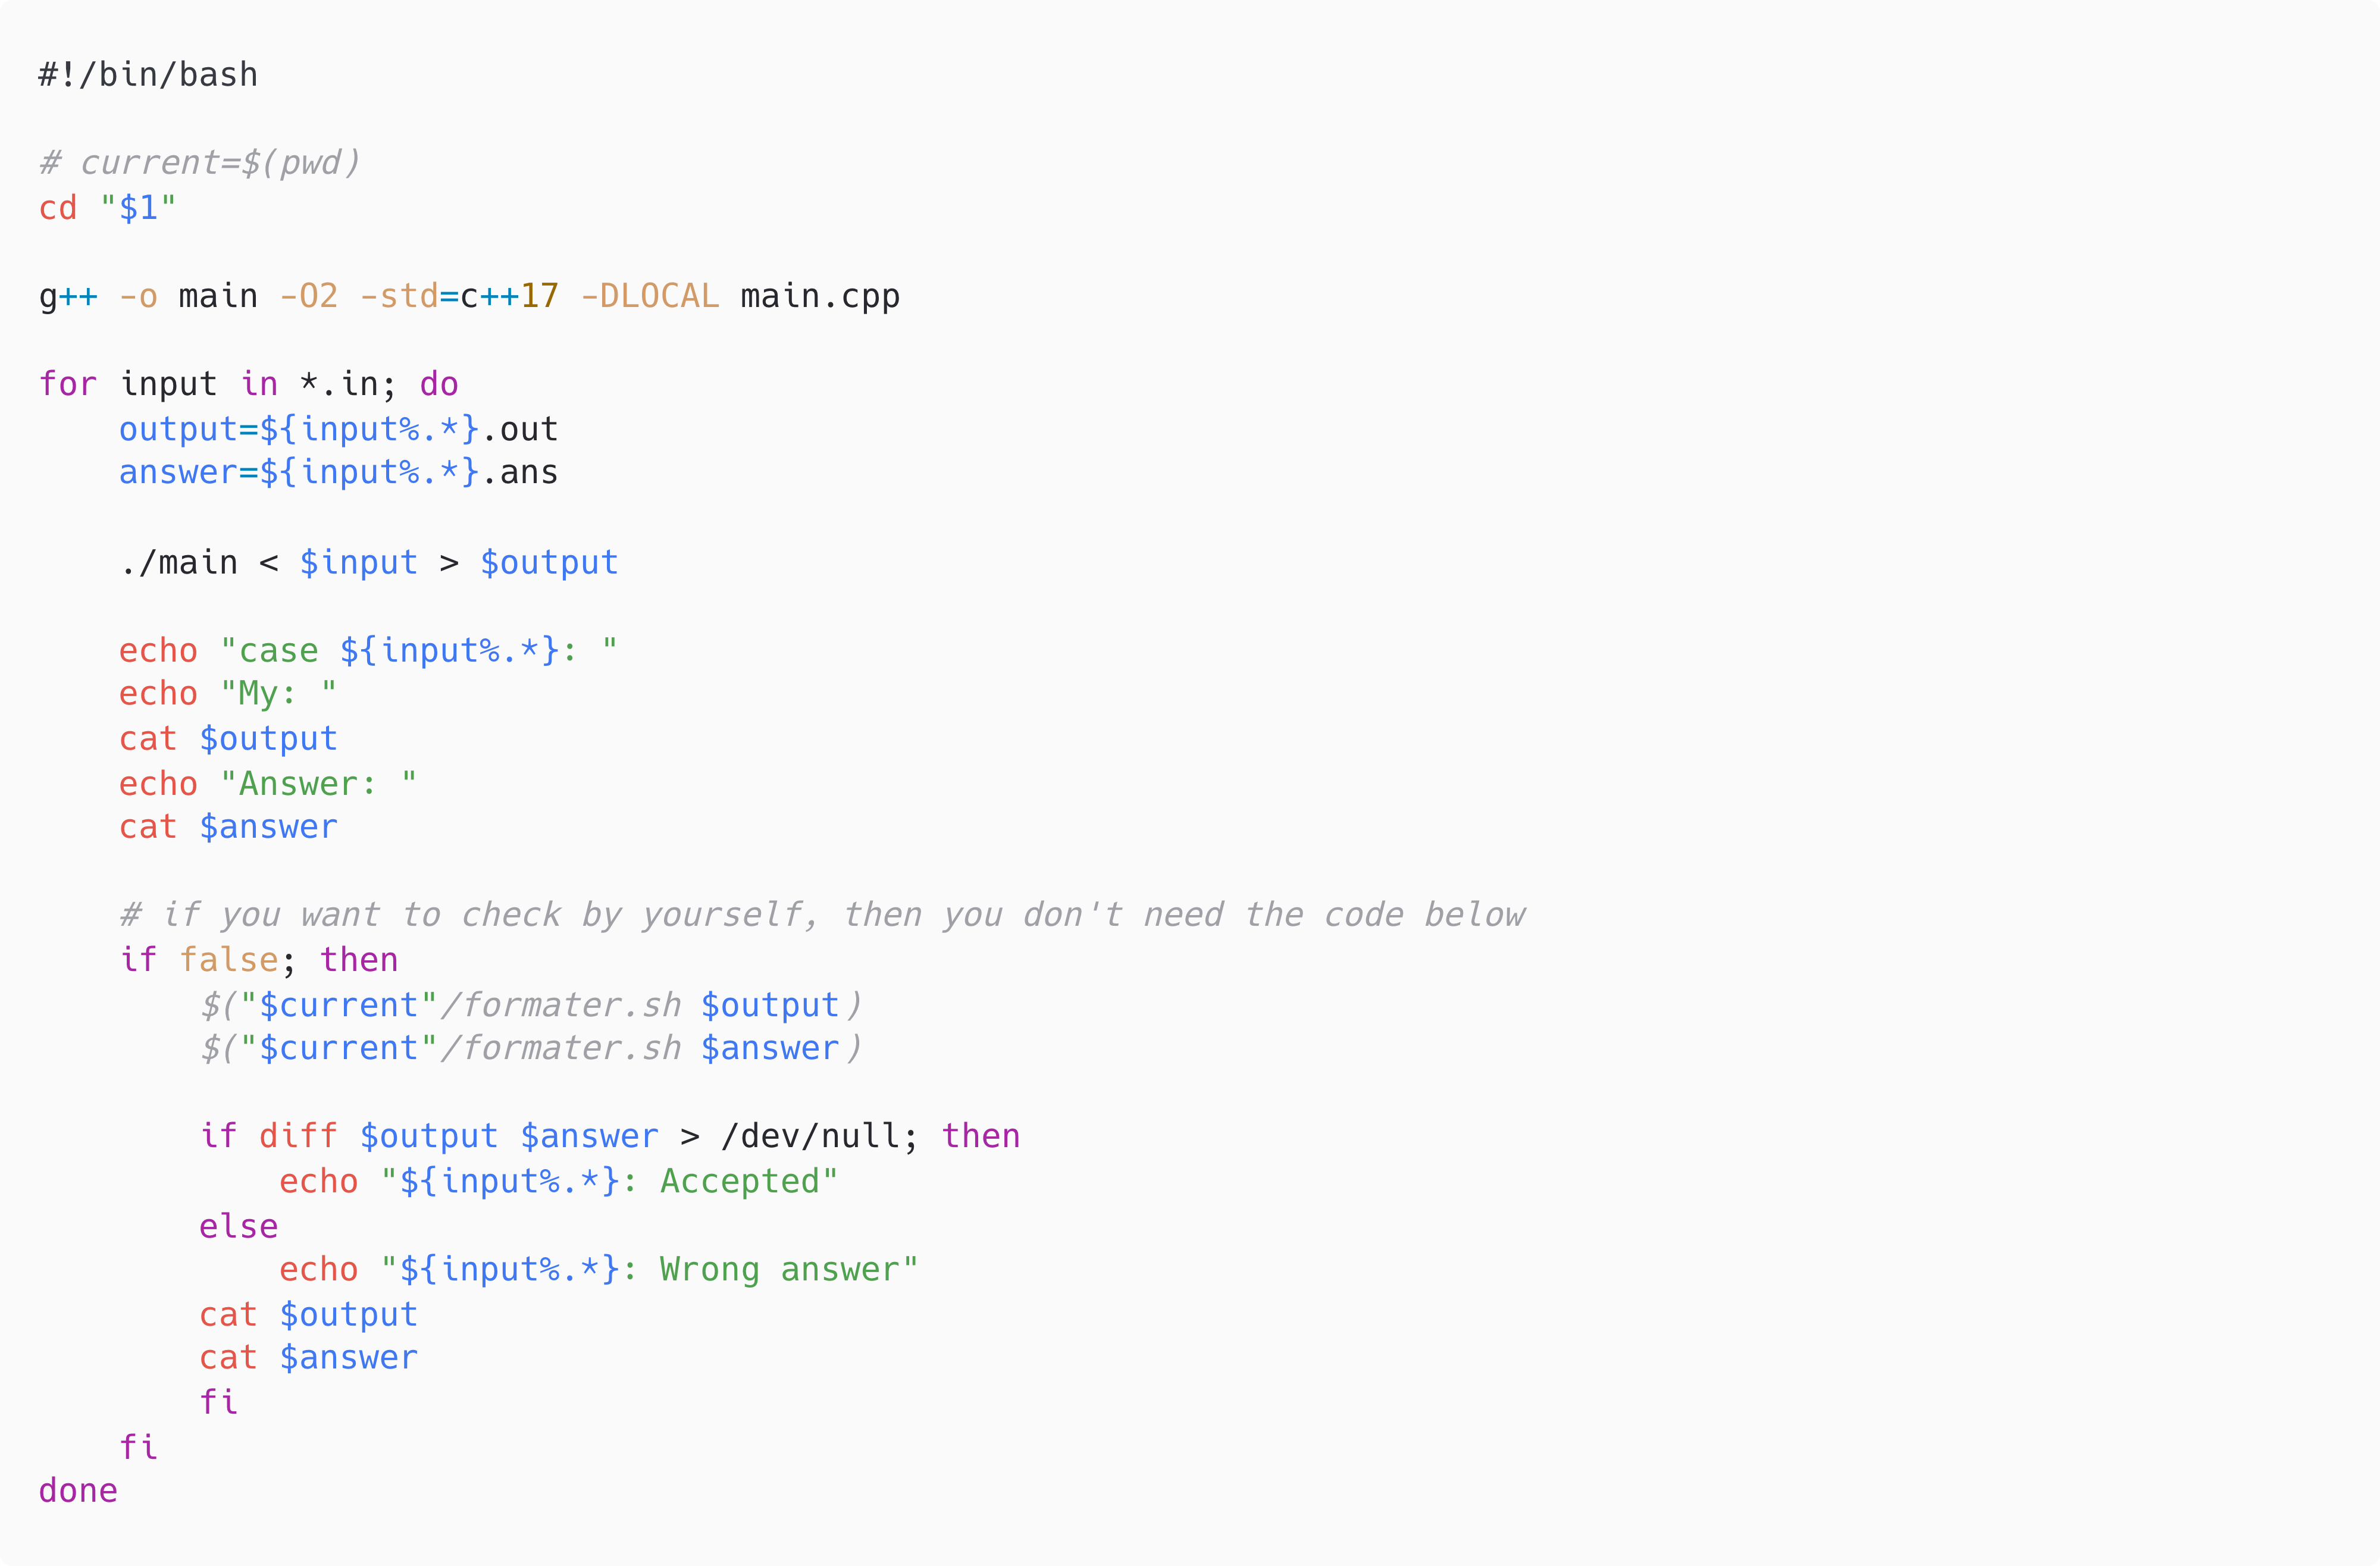 #!/bin/bash

# current=$(pwd)
cd "$1"

g++ -o main -O2 -std=c++17 -DLOCAL main.cpp

for input in *.in; do
    output=${input%.*}.out
    answer=${input%.*}.ans

    ./main < $input > $output

    echo "case ${input%.*}: "
    echo "My: "
    cat $output
    echo "Answer: "
    cat $answer

    # if you want to check by yourself, then you don't need the code below
    if false; then
        $("$current"/formater.sh $output)
        $("$current"/formater.sh $answer)

        if diff $output $answer > /dev/null; then
            echo "${input%.*}: Accepted"
        else
            echo "${input%.*}: Wrong answer"
        cat $output
        cat $answer
        fi
    fi
done